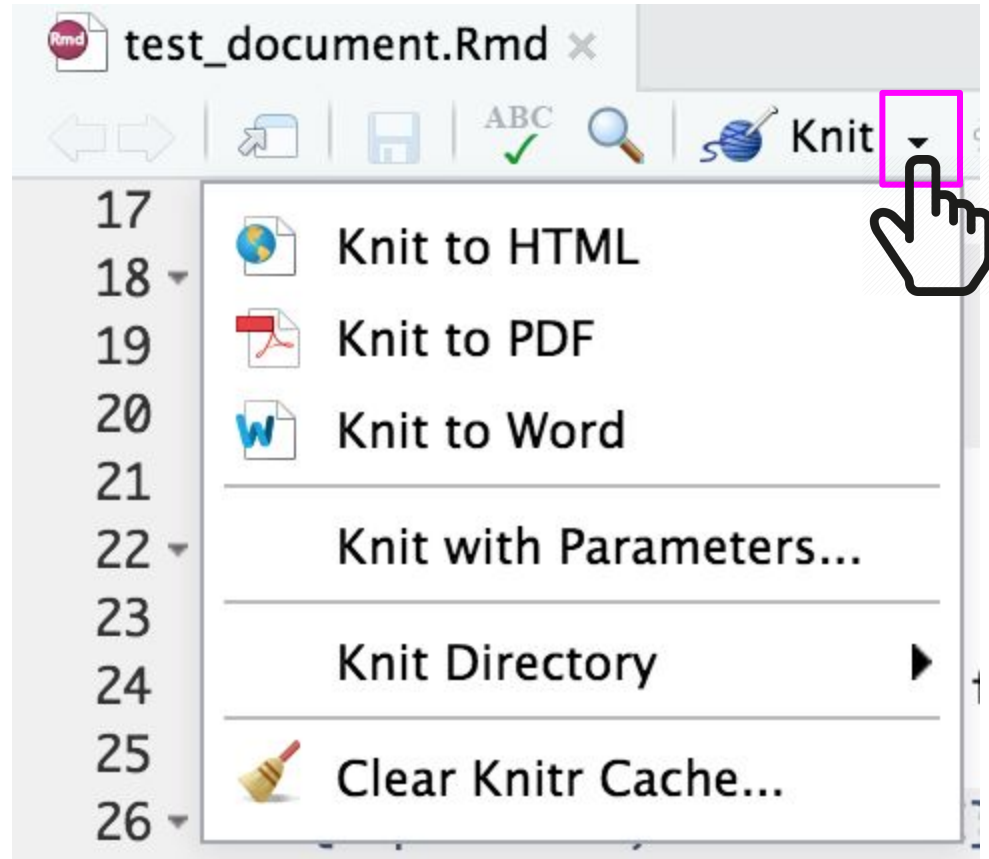 Rmd test_document.Rmd ×
ABC Knit
17
Knit to HTML
18
19
Knit to PDF
20
Knit to Word
21
22
Knit with Parameters...
23
24
Knit Directory
25
Clear Knitr Cache...
26